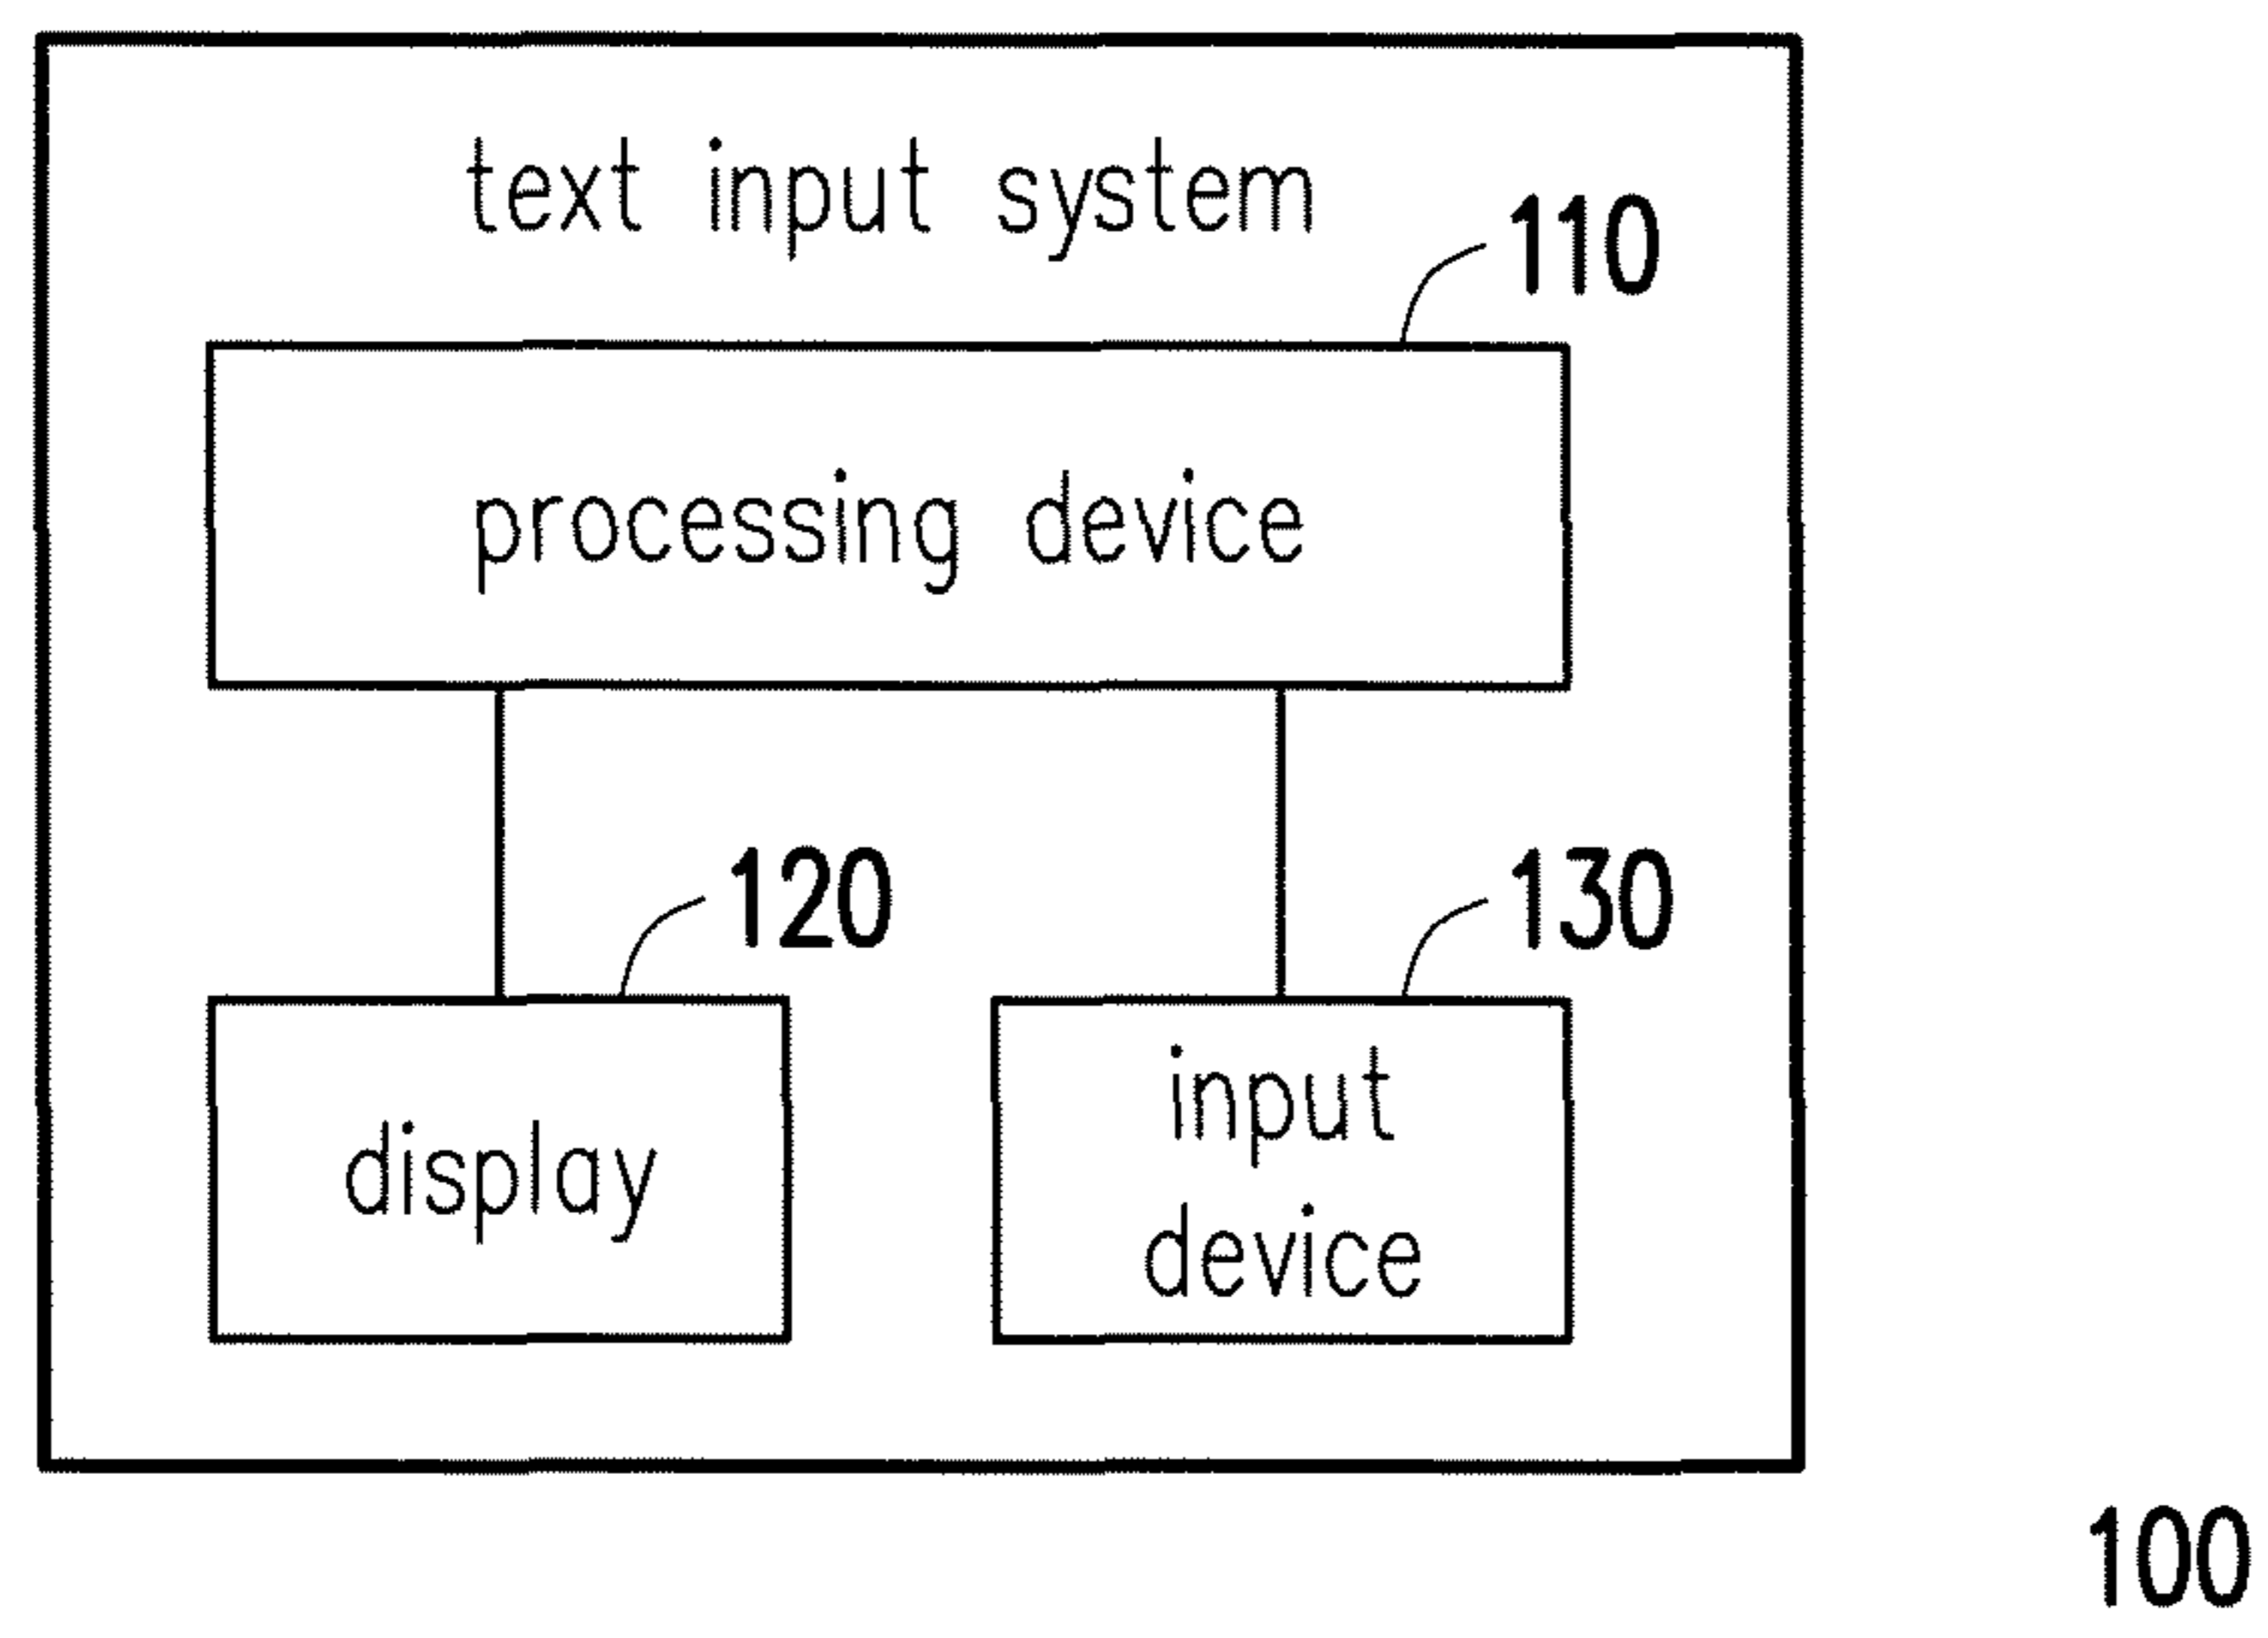 text input system
110
processing device
120
130
display
input
device
100